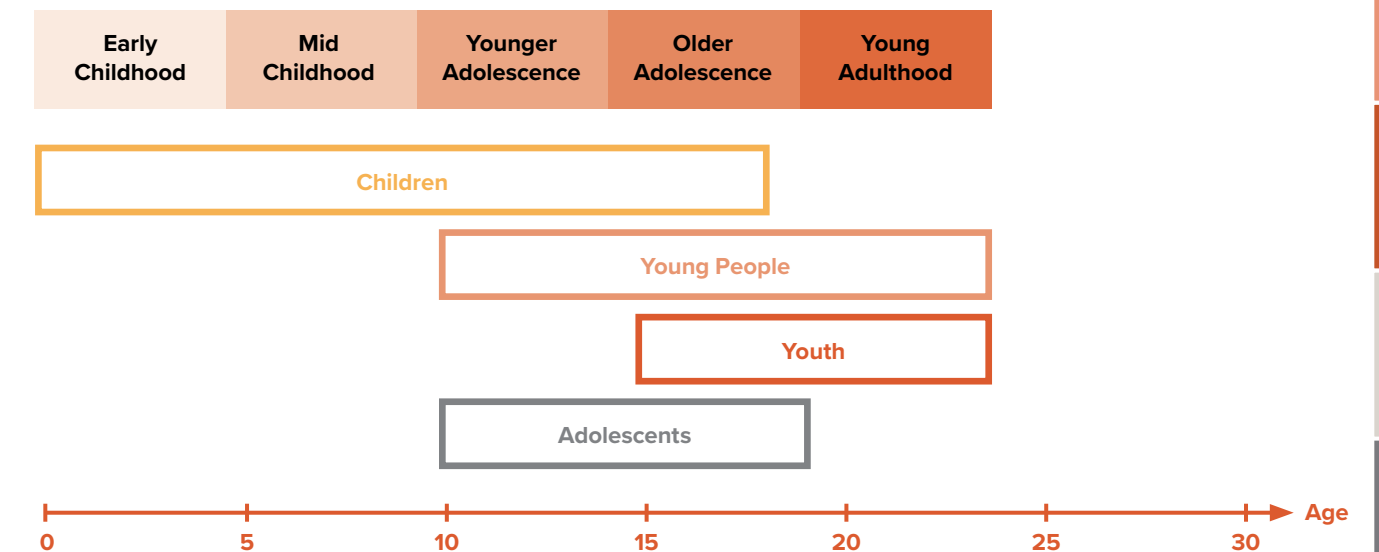 Early
Childhood
Mid
Childhood
Younger
Adolescence
Older
Adolescence
Young
Adulthood
Children
Young People
Youth
Adolescents
Age
0 5 10 15 20 25 30